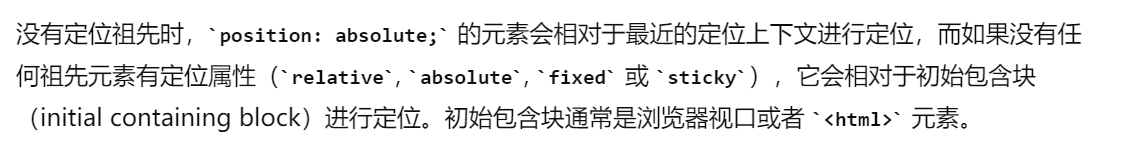 没有定位祖先时，`position: absolute;` 的元素会相对于最近的定位上下文进行定位，而如果没有任
何祖先元素有定位属性（`relative`, `absolute`, `fixed` 或 `sticky`），它会相对于初始包含块
（initial containing block）进行定位。初始包含块通常是浏览器视口或者 `<html>` 元素。